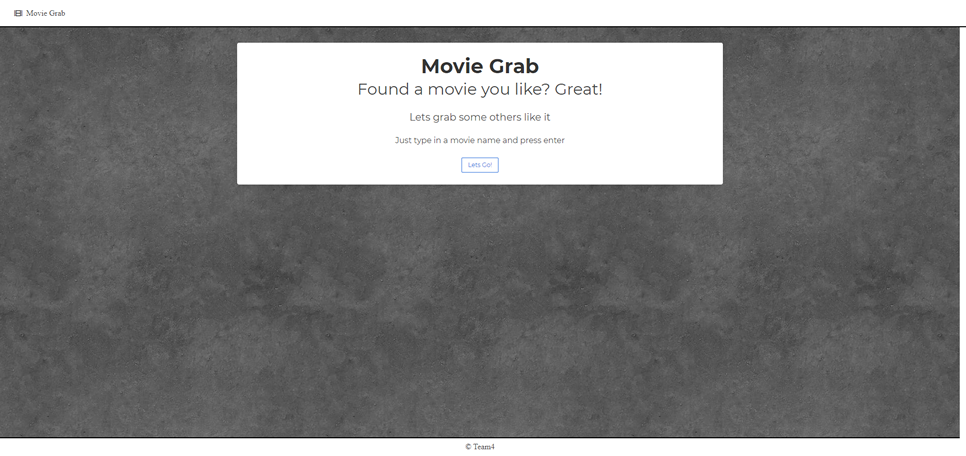 Movie Grab
Movie Grab
Found a movie you like? Great!
Lets grab some others like it
Just type in a movie name and press enter
Lets Go!
© Team4